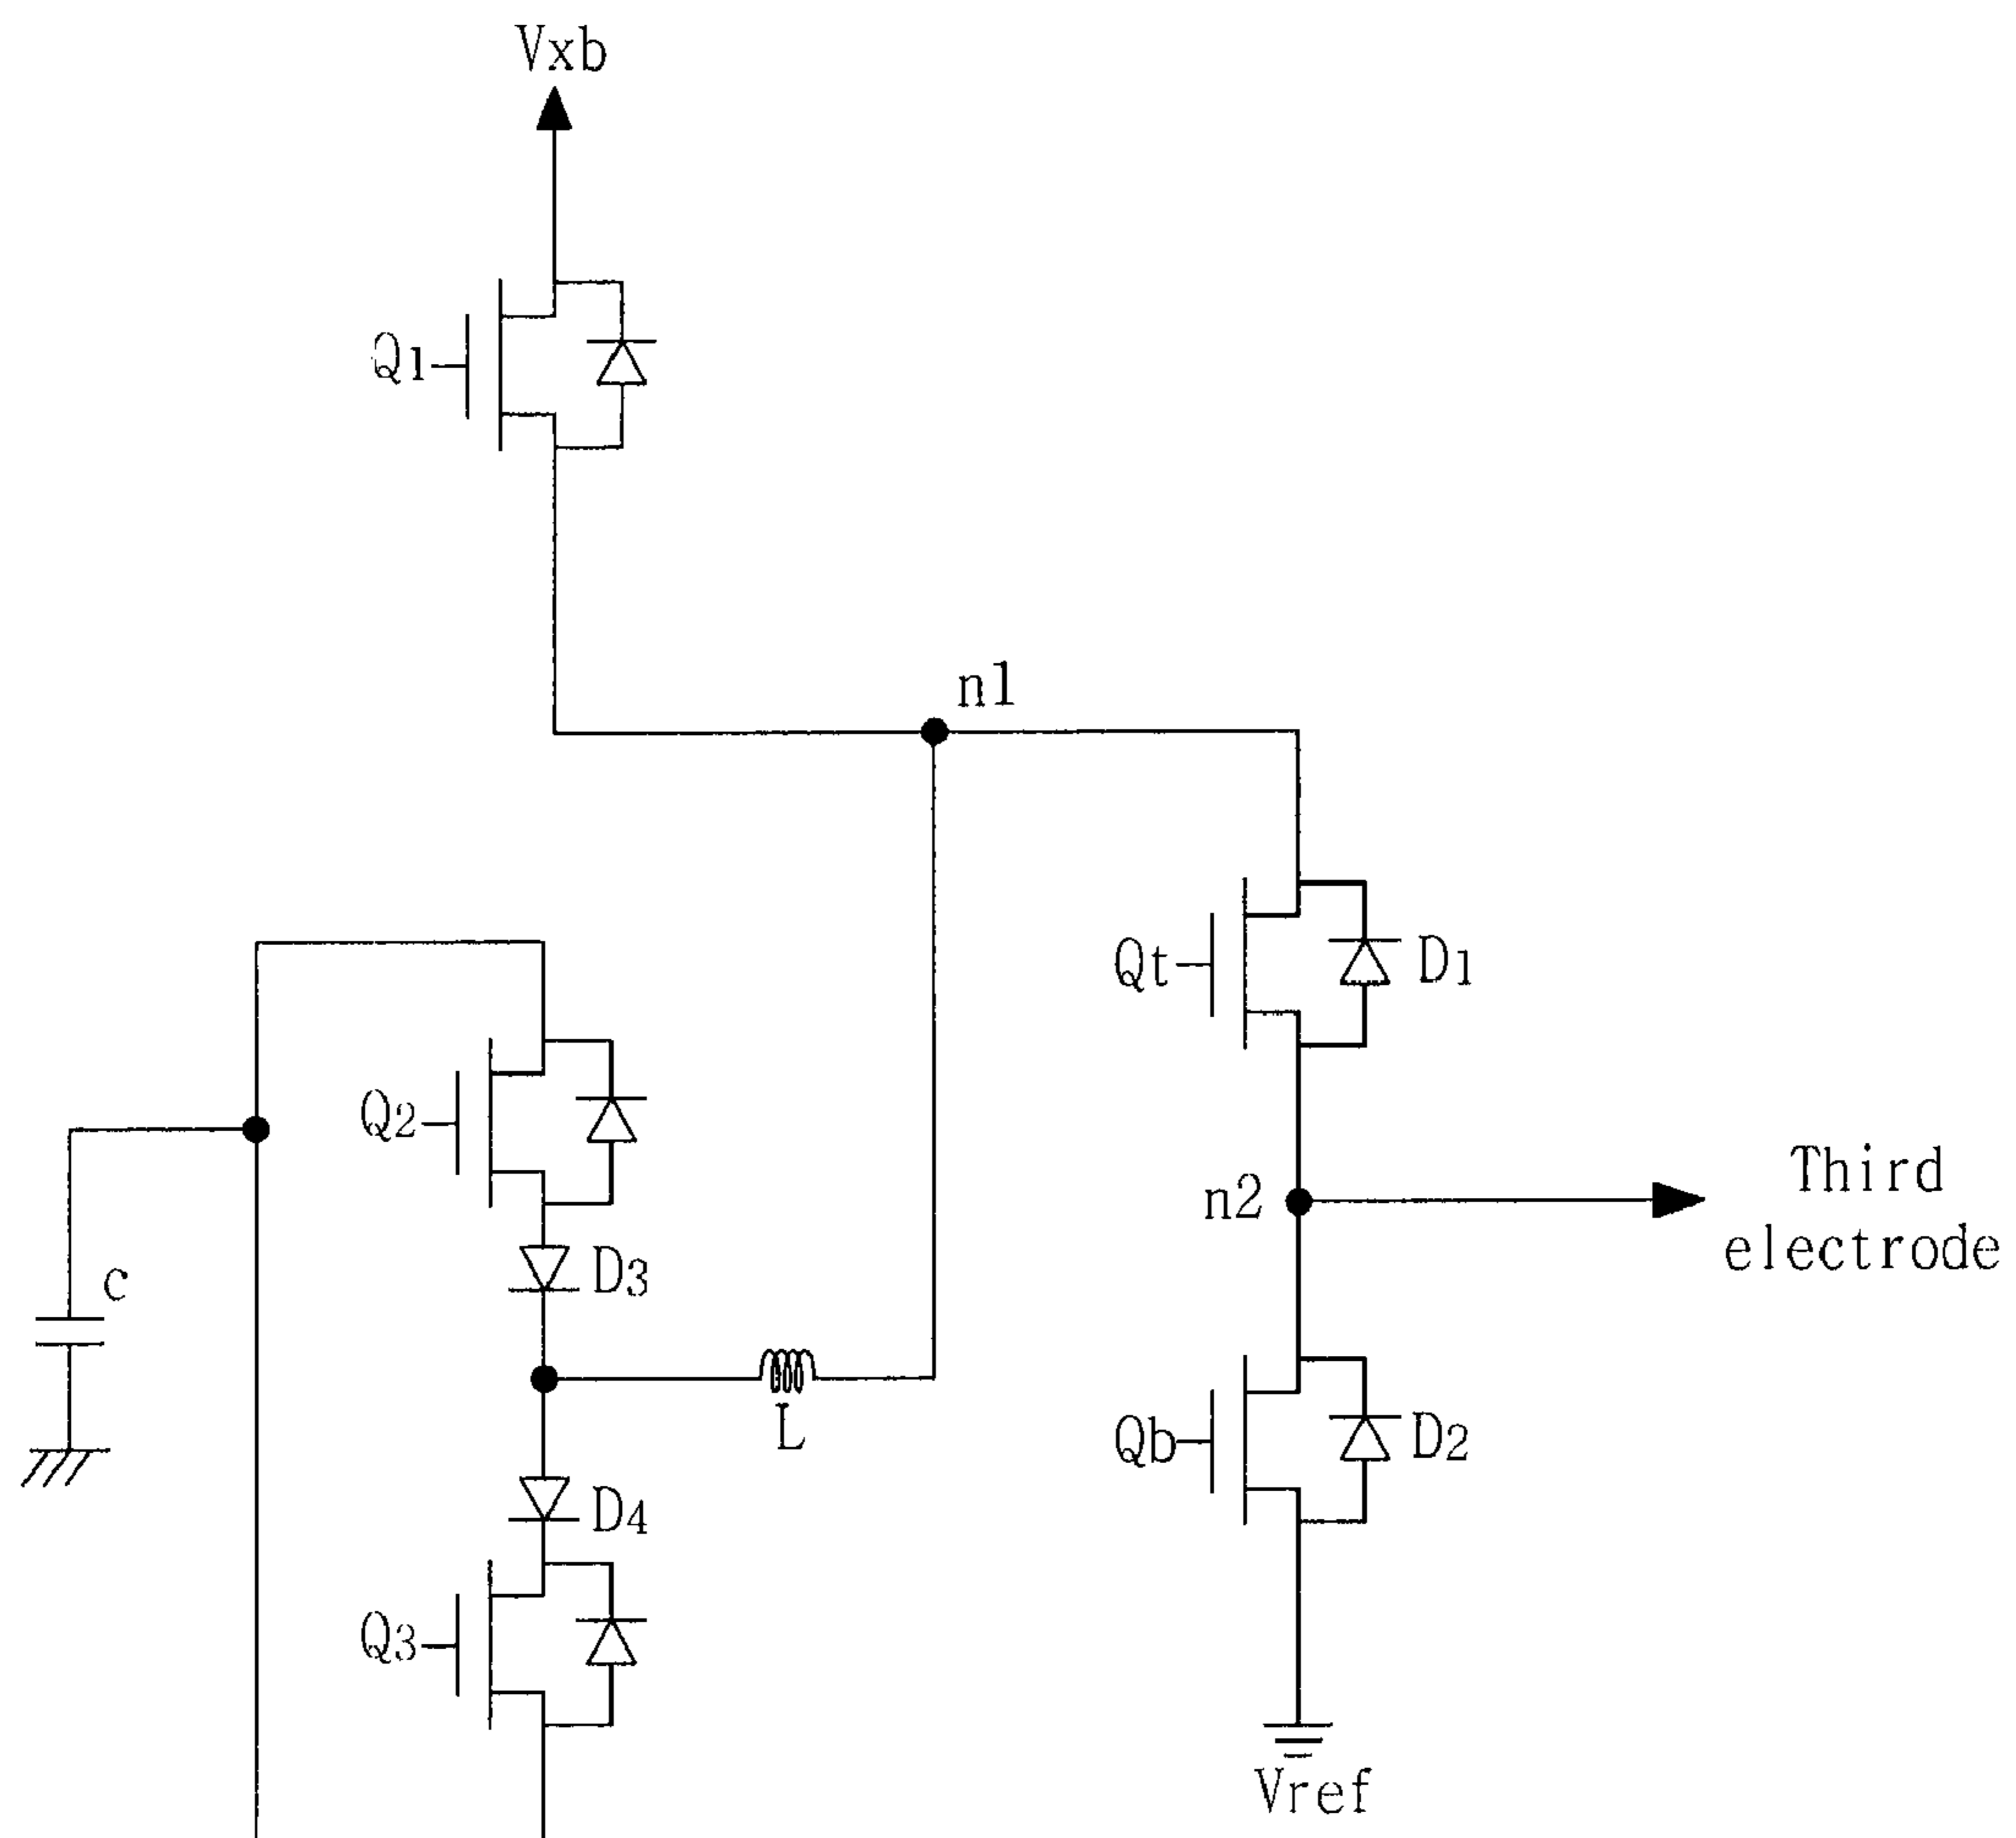 Vxb
Q1
n1
Qt
D1
Q2
n2
Third
electrode
D3
c
L
Qb
D2
D4
Q3
Vref